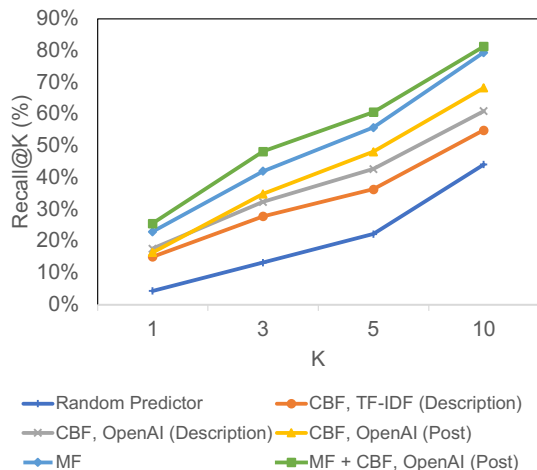 90%
80%
70%
60%
50%
40%
30%
20%
10%
0%
Recall@K (%)
1 3 5 10
K
Random Predictor CBF, TF-IDF (Description)
CBF, OpenAI (Description) CBF, OpenAI (Post)
MF MF + CBF, OpenAI (Post)